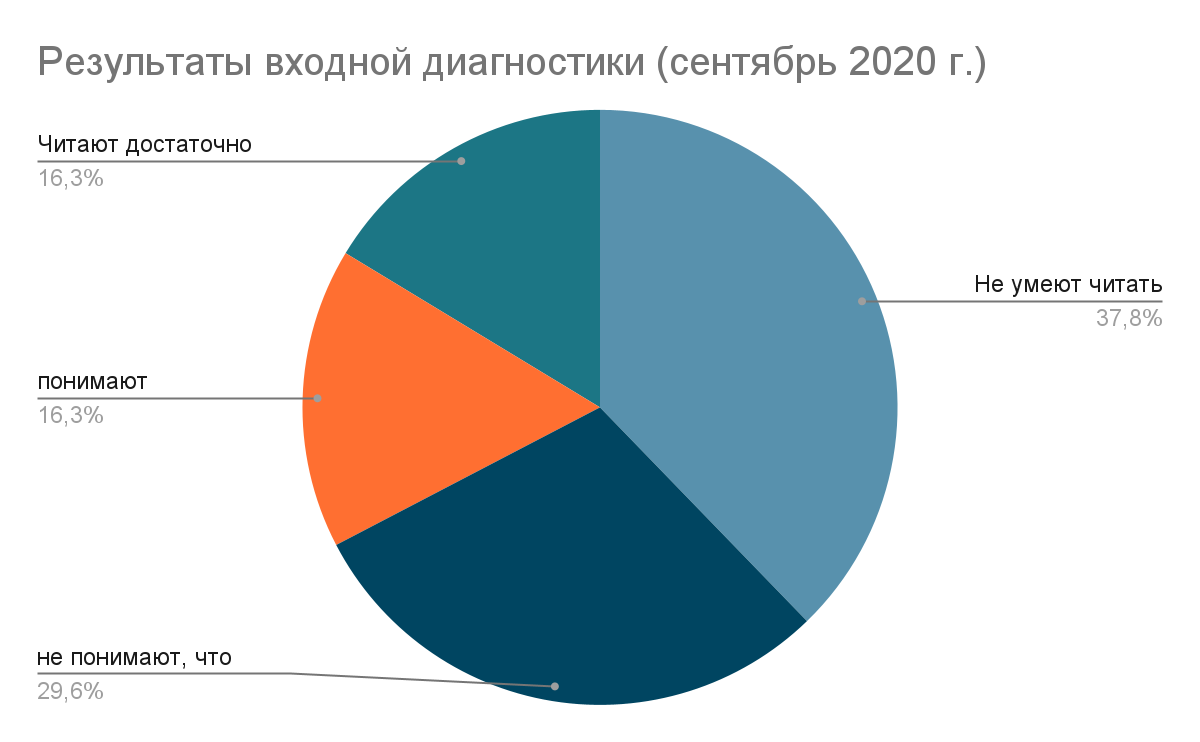 Результаты входной диагностики (сентябрь 2020 г.)
Читают достаточно
16,3%
Не умеют читать
37,8%
понимают
16,3%
не понимают, что
29,6%